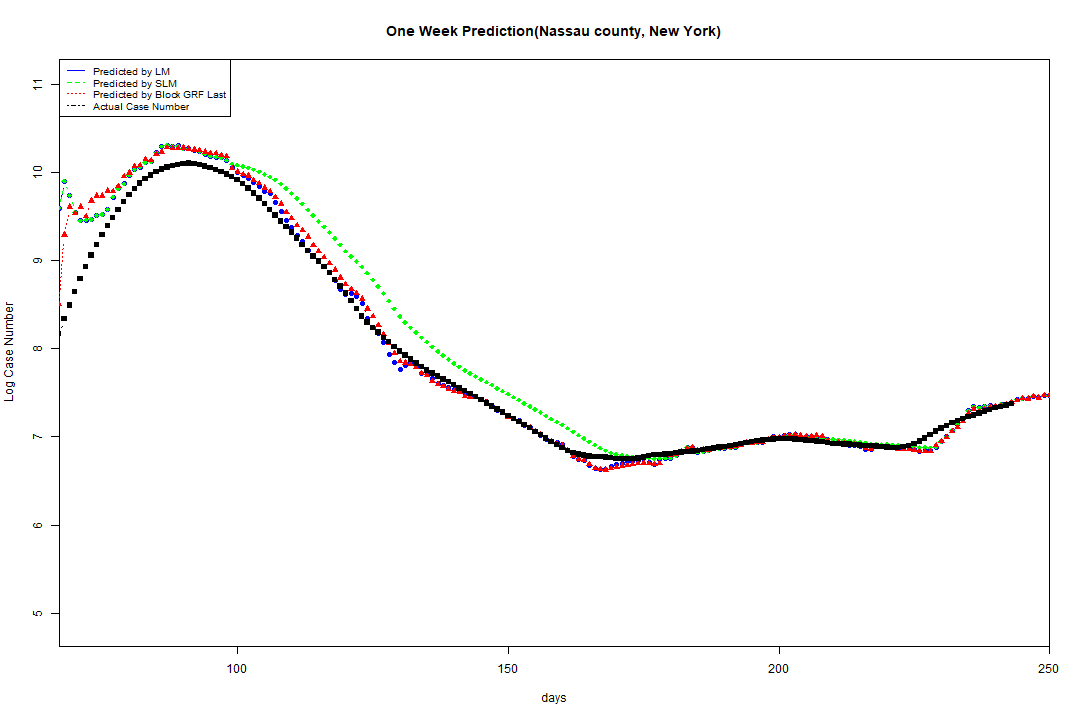 One Week Prediction(Nassau county, New York)
Predicted by LM
Predicted by SLM
Predicted by Block GRF Last
Actual Case Number
11
10
9
8
7
6
5
Log Case Number
100
150
200
250
days